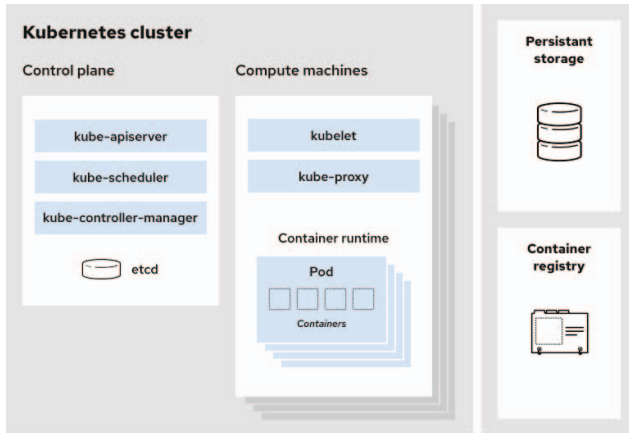 Kubernetes cluster
Control plane
kube-apiserver
kube-scheduler
kube-controller-manager
etcd
Compute machines
kubelet
kube-proxy
Container runtime
Pod
Containers
Persistant
storage
Container
registry